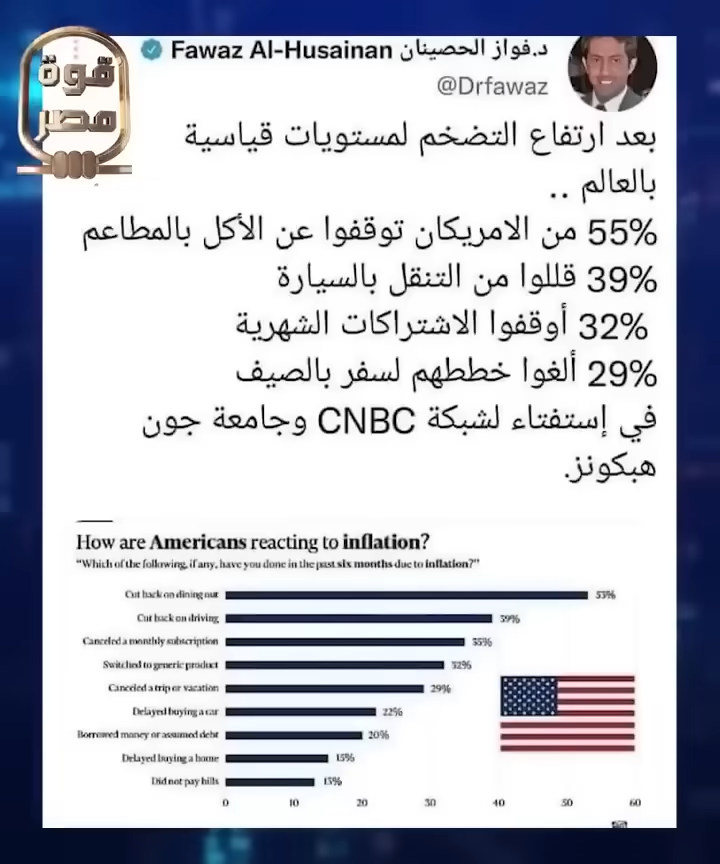 قوة
مصر
د.فواز الحصينان Fawaz Al-Husainan
@Drfawaz
بعد ارتفاع التضخم لمستويات قياسية
بالعالم ..
55% من الامريكان توقفوا عن الأكل بالمطاعم
39% قللوا من التنقل بالسيارة
32% أوقفوا الاشتراكات الشهرية
29% ألغوا خططهم لسفر بالصيف
في إستفتاء لشبكة CNBC وجامعة جون
هبكونز.
How are Americans reacting to inflation?
"Which of the following, if any, have you done in the past six months due to inflation?"
Cut back on dining out 53%
Cut back on driving 39%
Canceled a monthly subscription 35%
Switched to generic product 32%
Canceled a trip or vacation 29%
Delayed buying a car 22%
Borrowed money or assumed debt 20%
Delayed buying a home 15%
Did not pay bills 13%
0 10 20 30 40 50 60